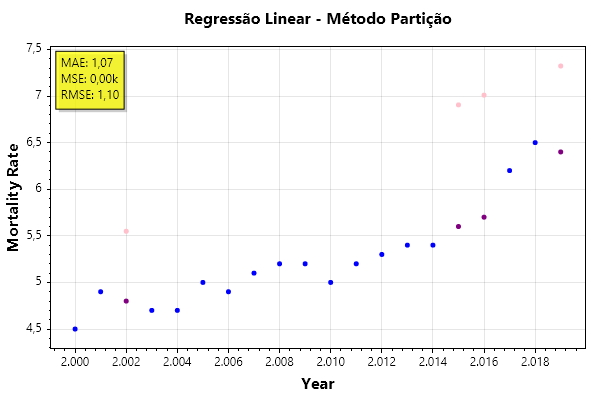 Regressão Linear - Método Partição
MAE: 1,07
MSE: 0,00k
RMSE: 1,10
7,5
7
6,5
6
5,5
5
4,5
Mortality Rate
2.000 2.002 2.004 2.006 2.008 2.010 2.012 2.014 2.016 2.018
Year